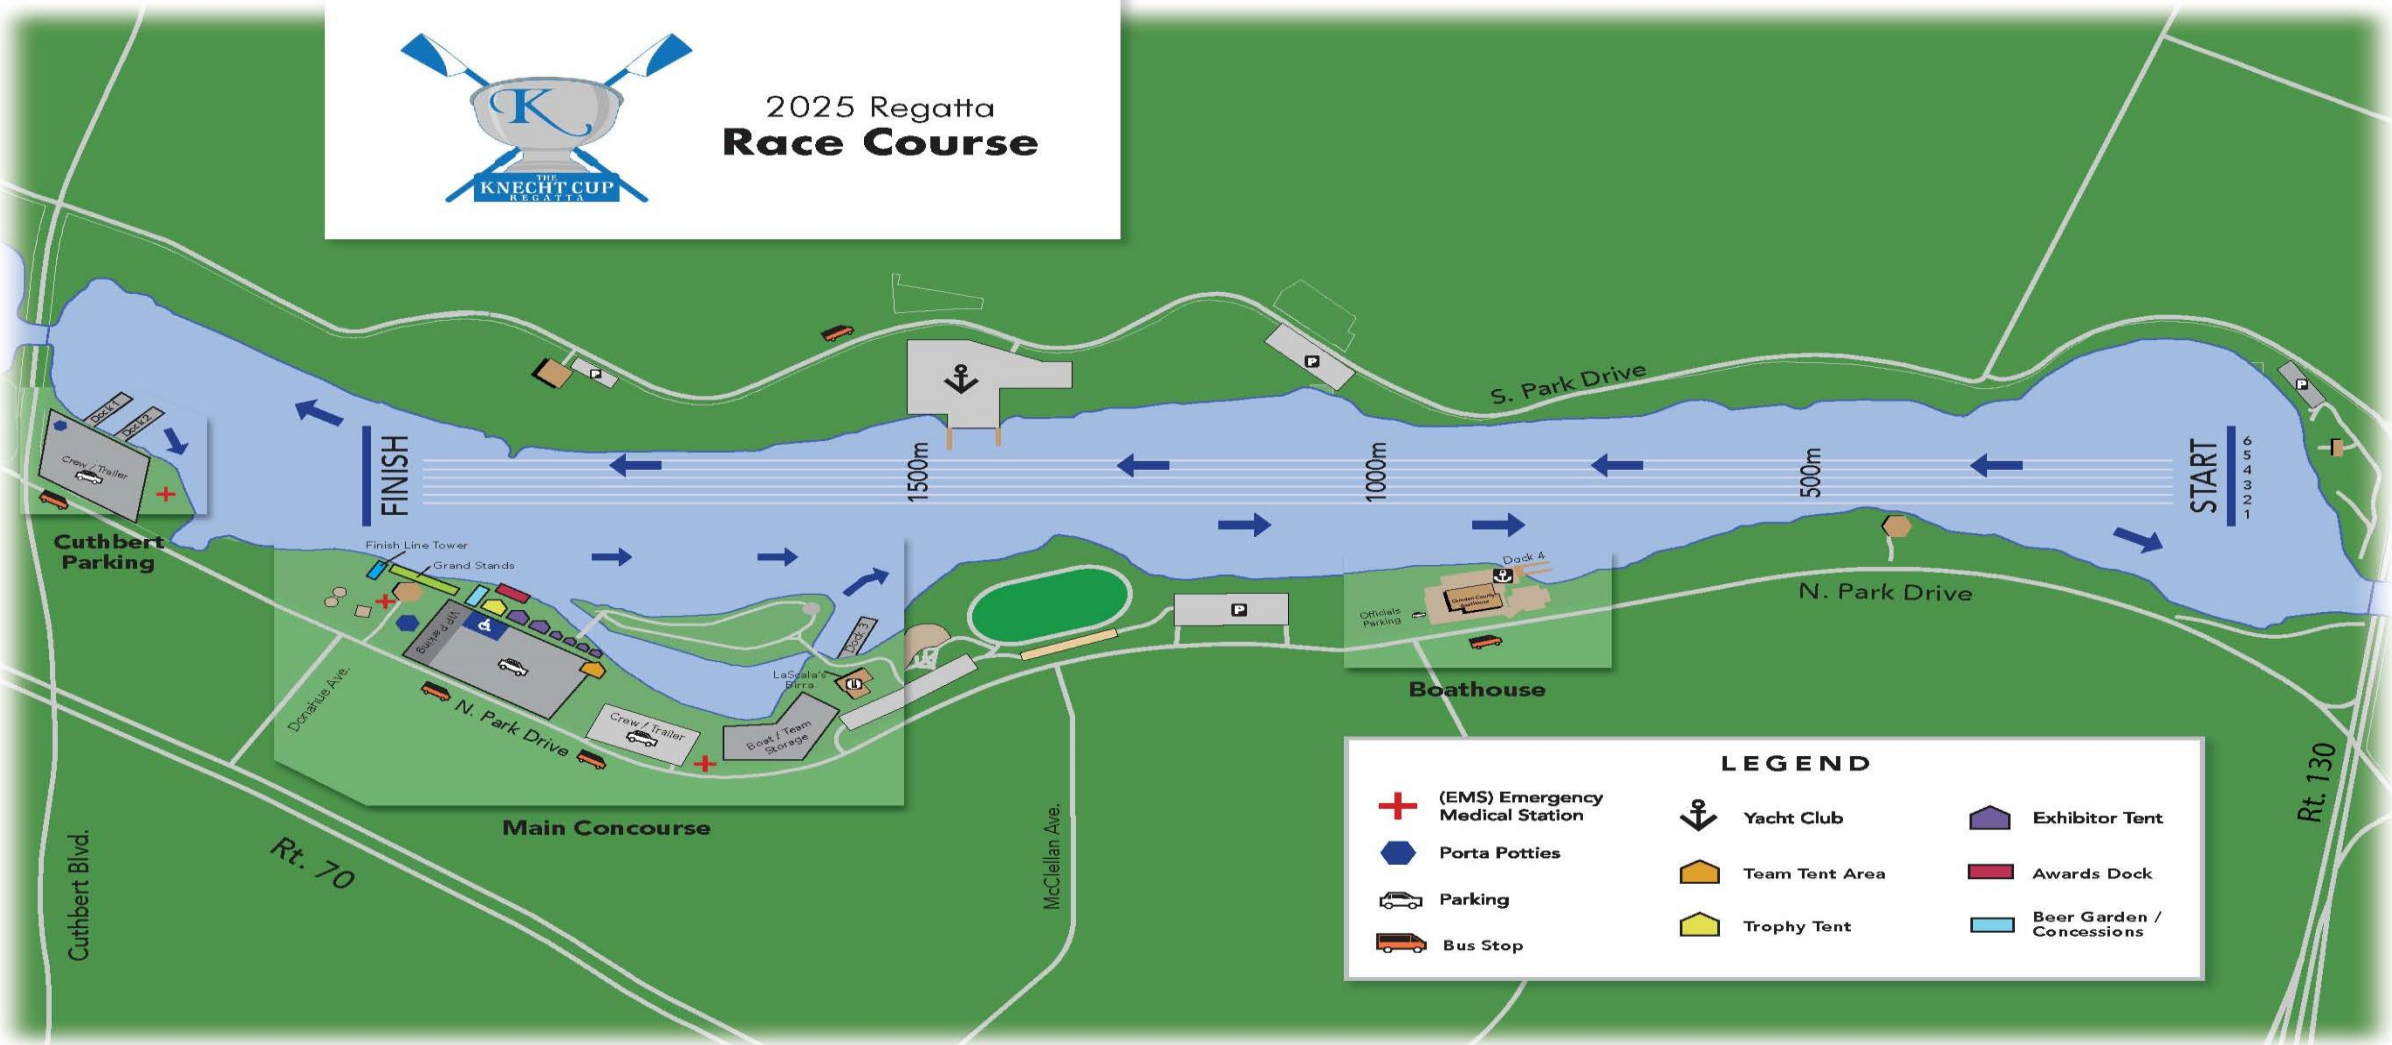 K
THE
KNECHT CUP
REGATTA
2025 Regatta
Race Course
S. Park Drive
P
P
P
Dock 1
Dock 2
Crew / Trailer
Cuthbert
Parking
FINISH
1500m
1000m
500m
START
6
5
4
3
2
1
Finish Line Tower
Grand Stands
VIP Parking
Donahue Ave.
N. Park Drive
Crew / Trailer
Boat / Team
Storage
LaScala's
Birra
Dock 3
Main Concourse
P
Dock 4
Camden County
Boathouse
Officials
Parking
Boathouse
N. Park Drive
Cuthbert Blvd.
Rt. 70
McClellan Ave.
Rt. 130
LEGEND
(EMS) Emergency
Medical Station
Porta Potties
Parking
Bus Stop
Yacht Club
Team Tent Area
Trophy Tent
Exhibitor Tent
Awards Dock
Beer Garden /
Concessions